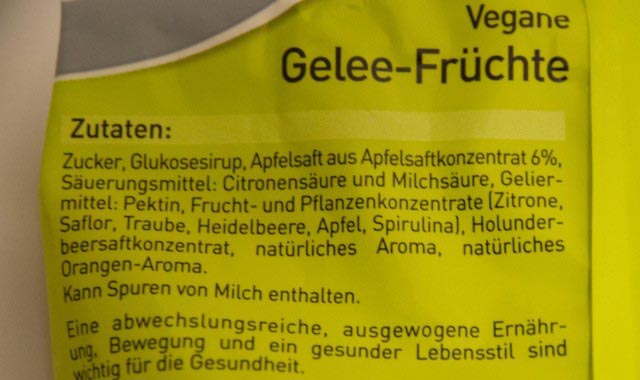 Vegane
Gelee-Früchte
Zutaten:
Zucker, Glukosesirup, Apfelsaft aus Apfelsaftkonzentrat 6%,
Säuerungsmittel: Citronensäure und Milchsäure, Gelier-
mittel: Pektin, Frucht- und Pflanzenkonzentrate (Zitrone,
Saflor, Traube, Heidelbeere, Apfel, Spirulina), Holunder-
beersaftkonzentrat, natürliches Aroma, natürliches
Orangen-Aroma.
Kann Spuren von Milch enthalten.
Eine abwechslungsreiche, ausgewogene Ernähr-
ung, Bewegung und ein gesunder Lebensstil sind
wichtig für die Gesundheit.